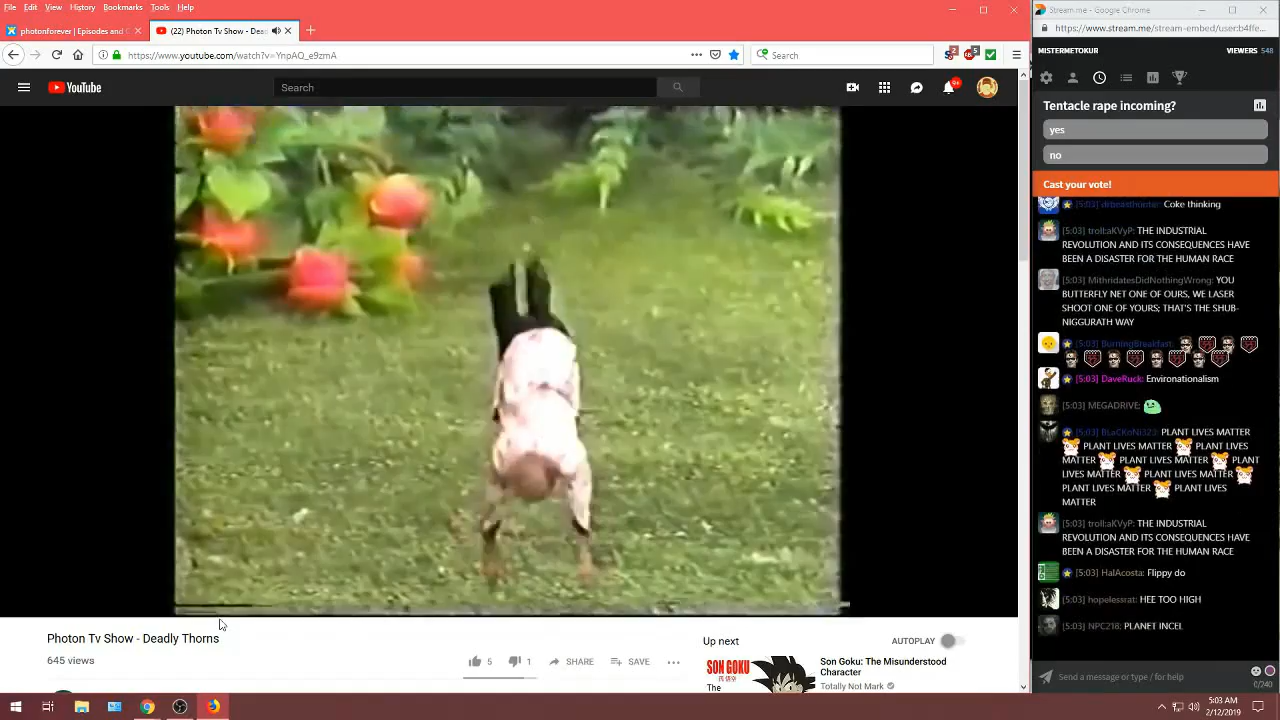 File Edit View History Bookmarks Tools Help
photonforever | Episodes and
(22) Photon Tv Show - Dea
Stream.me - Google Chrome
https://www.youtube.com/watch?v=YnpAQ_e9zmA
Search
https://www.stream.me/stream-embed/user:b4ffe...
MISTERMETOKUR
VIEWERS 548
YouTube
Search
9+
Tentacle rape incoming?
yes
no
Cast your vote!
Coke thinking
[5:03] troll:aKVyP: THE INDUSTRIAL
REVOLUTION AND ITS CONSEQUENCES HAVE
BEEN A DISASTER FOR THE HUMAN RACE
[5:03] MithridatesDidNothingWrong: YOU
BUTTERFLY NET ONE OF OURS, WE LASER
SHOOT ONE OF YOURS; THAT'S THE SHUB-
NIGGURATH WAY
[5:03] BurningBreakfast:
[5:03] DaveRuck: Environationalism
[5:03] MEGADRIVE:
[5:03] PLANT LIVES MATTER
PLANT LIVES MATTER PLANT LIVES
MATTER PLANT LIVES MATTER PLANT
LIVES MATTER PLANT LIVES MATTER
PLANT LIVES MATTER PLANT LIVES
MATTER
[5:03] troll:aKVyP: THE INDUSTRIAL
REVOLUTION AND ITS CONSEQUENCES HAVE
BEEN A DISASTER FOR THE HUMAN RACE
[5:03] HalAcosta: Flippy do
[5:03] hopelessrat: HEE TOO HIGH
[5:03] NPC218: PLANET INCEL
Send a message or type / for help
0/240
Photon Tv Show - Deadly Thorns
645 views
5
1
SHARE
SAVE
Up next
AUTOPLAY
SON GOKU
The
Son Goku: The Misunderstood
Character
Totally Not Mark
5:03 AM
2/12/2019